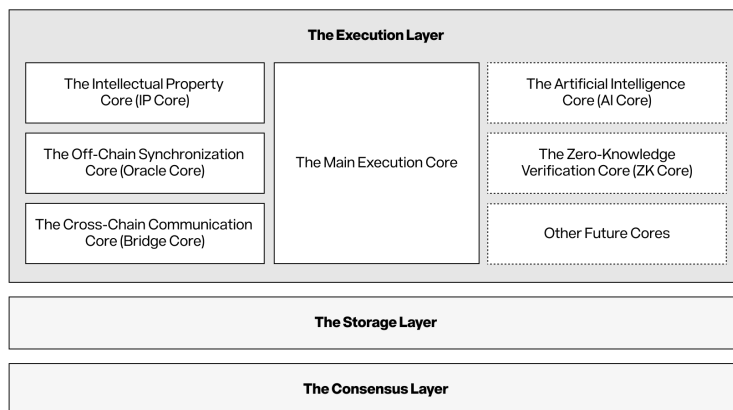 The Execution Layer
The Intellectual Property
Core (IP Core)
The Off-Chain Synchronization
Core (Oracle Core)
The Cross-Chain Communication
Core (Bridge Core)
The Main Execution Core
The Artificial Intelligence
Core (AI Core)
The Zero-Knowledge
Verification Core (ZK Core)
Other Future Cores
The Storage Layer
The Consensus Layer